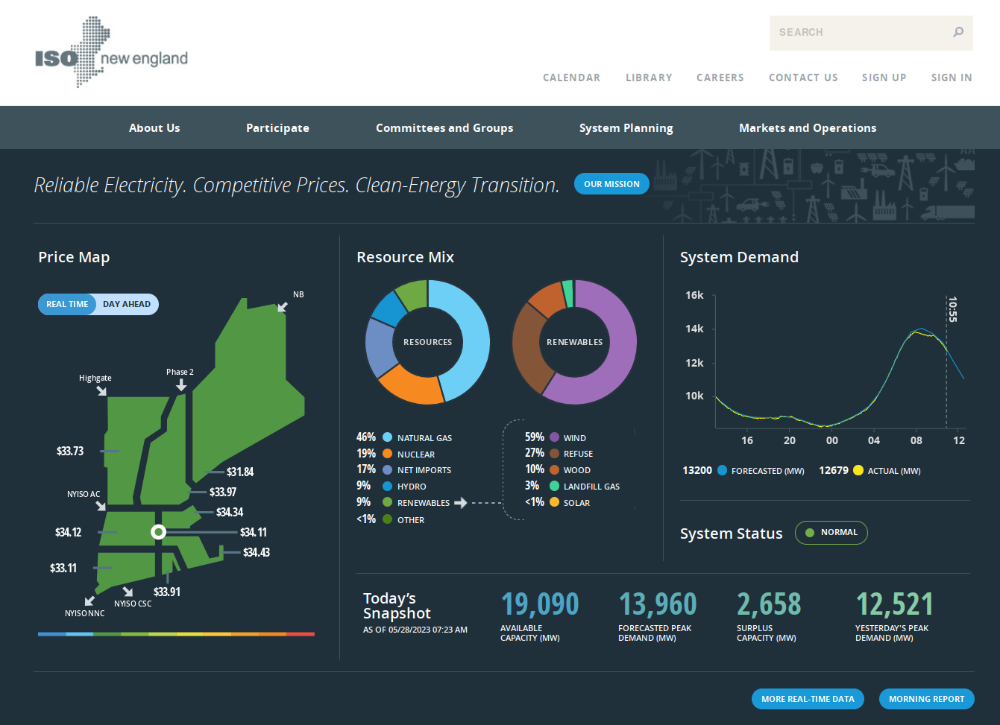 ISO new england
SEARCH
CALENDAR LIBRARY CAREERS CONTACT US SIGN UP SIGN IN
About Us Participate Committees and Groups System Planning Markets and Operations
Reliable Electricity. Competitive Prices. Clean-Energy Transition.
OUR MISSION
Price Map
REAL TIME DAY AHEAD
NB
Phase 2
Highgate
$33.73
$31.84
$33.97
NYISO AC
$34.34
$34.12
$34.11
$34.43
$33.11
$33.91
NYISO CSC
NYISO NNC
Resource Mix
RESOURCES
RENEWABLES
46% NATURAL GAS
19% NUCLEAR
17% NET IMPORTS
9% HYDRO
9% RENEWABLES
<1% OTHER
59% WIND
27% REFUSE
10% WOOD
3% LANDFILL GAS
<1% SOLAR
System Demand
16k
14k
12k
10k
10:55
16 20 00 04 08 12
13200 FORECASTED (MW) 12679 ACTUAL (MW)
System Status NORMAL
Today's
Snapshot
AS OF 05/28/2023 07:23 AM
19,090
AVAILABLE
CAPACITY (MW)
13,960
FORECASTED PEAK
DEMAND (MW)
2,658
SURPLUS
CAPACITY (MW)
12,521
YESTERDAY'S PEAK
DEMAND (MW)
MORE REAL-TIME DATA MORNING REPORT